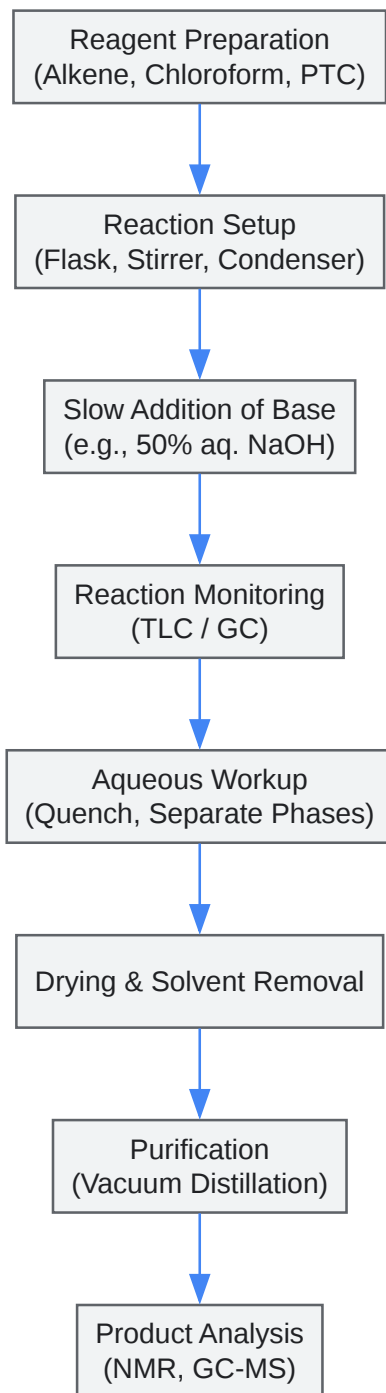 Reagent Preparation
(Alkene, Chloroform, PTC)
Reaction Setup
(Flask, Stirrer, Condenser)
Slow Addition of Base
(e.g., 50% aq. NaOH)
Reaction Monitoring
(TLC / GC)
Aqueous Workup
(Quench, Separate Phases)
Drying & Solvent Removal
Purification
(Vacuum Distillation)
Product Analysis
(NMR, GC-MS)